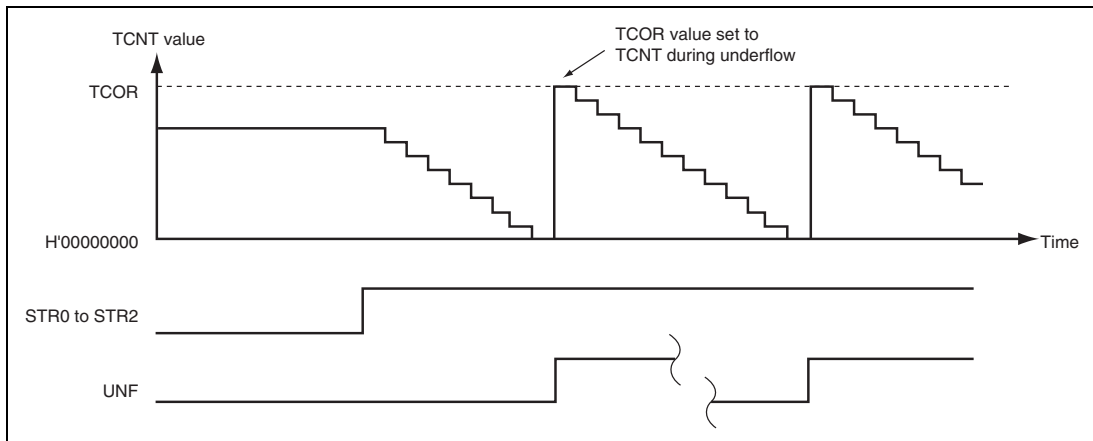 TCNT value
TCOR value set to
TCNT during underflow
TCOR
H'00000000
Time
STR0 to STR2
UNF